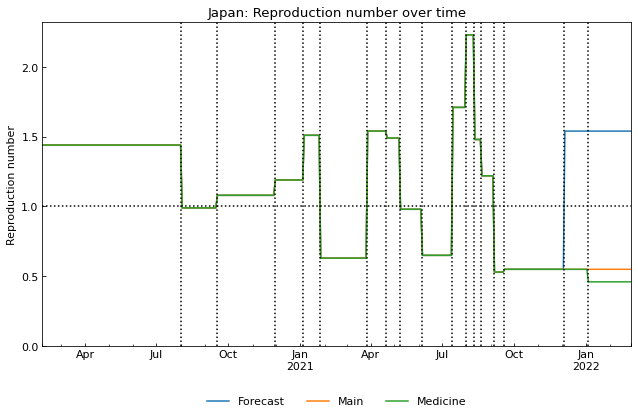 Japan: Reproduction number over time
Reproduction number
2.0
1.5
1.0
0.5
0.0
Apr Jul Oct Jan Apr Jul Oct Jan
2021 2022
Forecast Main Medicine